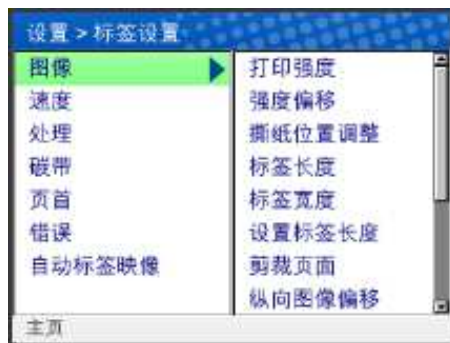 设置 > 标签设置
图像
速度
处理
碳带
页首
错误
自动标签映像
打印强度
强度偏移
撕纸位置调整
标签长度
标签宽度
设置标签长度
剪裁页面
纵向图像偏移
主页